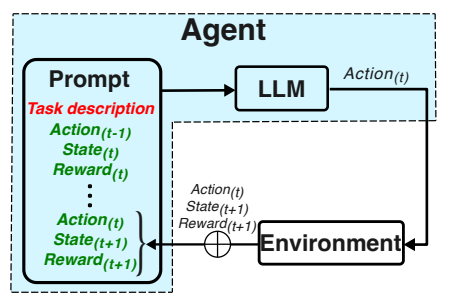 Agent
Prompt
Task description
Action(t-1)
State(t)
Reward(t)
Action(t)
State(t+1)
Reward(t+1)
LLM
Action(t)
Action(t)
State(t+1)
Reward(t+1)
Environment